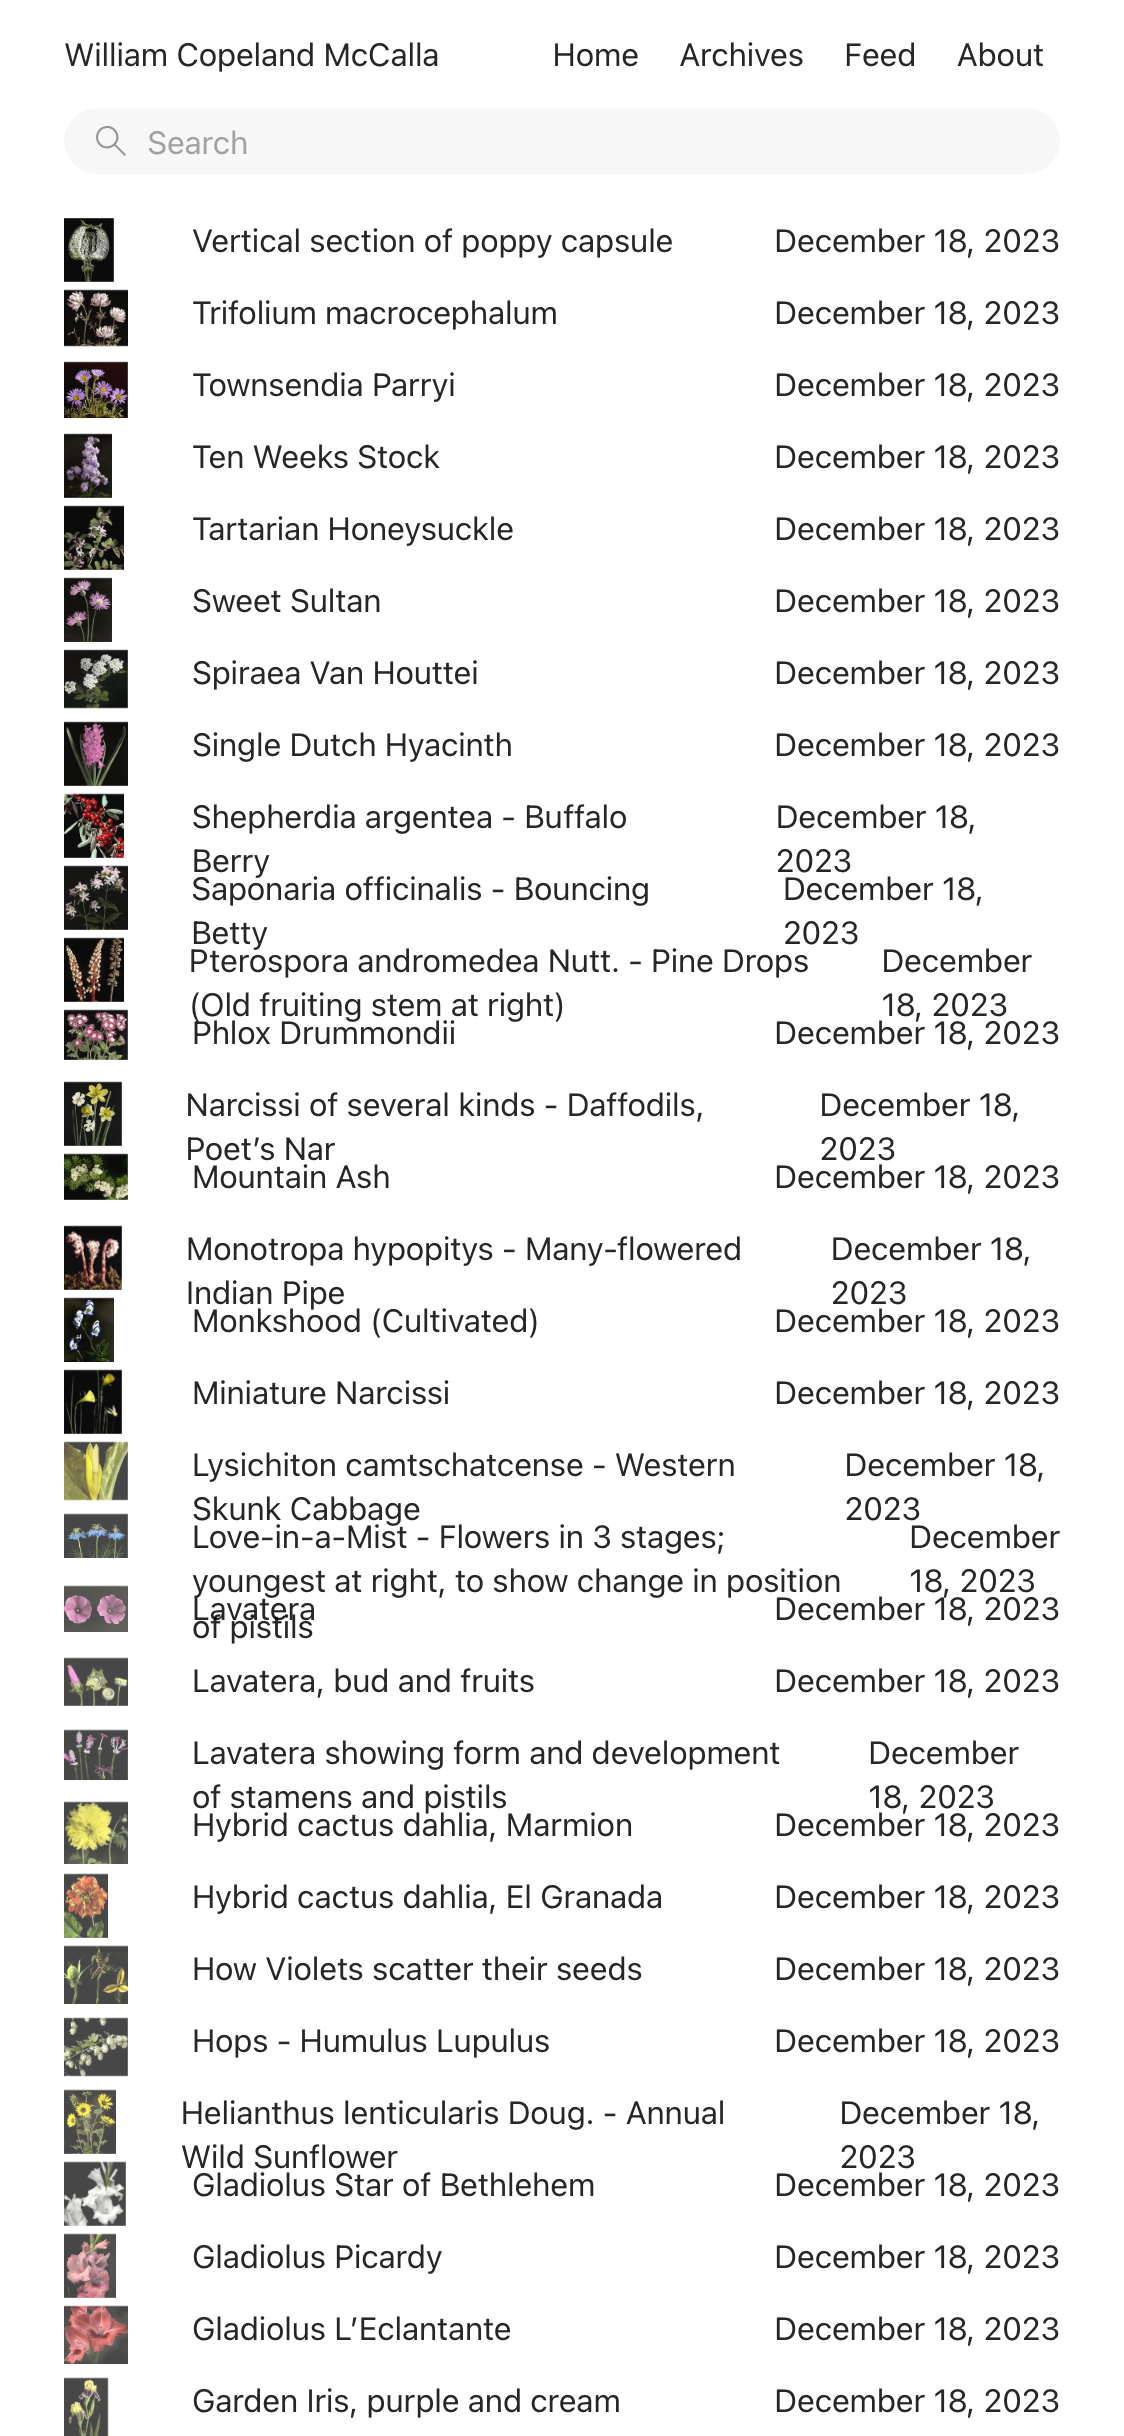 William Copeland McCalla Home Archives Feed About
Search
Vertical section of poppy capsule December 18, 2023
Trifolium macrocephalum December 18, 2023
Townsendia Parryi December 18, 2023
Ten Weeks Stock December 18, 2023
Tartarian Honeysuckle December 18, 2023
Sweet Sultan December 18, 2023
Spiraea Van Houttei December 18, 2023
Single Dutch Hyacinth December 18, 2023
Shepherdia argentea - Buffalo December 18,
Berry 2023
Saponaria officinalis - Bouncing December 18,
Betty 2023
Pterospora andromedea Nutt. - Pine Drops December
(Old fruiting stem at right) 18, 2023
Phlox Drummondii December 18, 2023
Narcissi of several kinds - Daffodils, December 18,
Poet’s Nar 2023
Mountain Ash December 18, 2023
Monotropa hypopitys - Many-flowered December 18,
Indian Pipe 2023
Monkshood (Cultivated) December 18, 2023
Miniature Narcissi December 18, 2023
Lysichiton camtschatcense - Western December 18,
Skunk Cabbage 2023
Love-in-a-Mist - Flowers in 3 stages; December
youngest at right, to show change in position 18, 2023
of pistils
Lavatera December 18, 2023
Lavatera, bud and fruits December 18, 2023
Lavatera showing form and development December
of stamens and pistils 18, 2023
Hybrid cactus dahlia, Marmion December 18, 2023
Hybrid cactus dahlia, El Granada December 18, 2023
How Violets scatter their seeds December 18, 2023
Hops - Humulus Lupulus December 18, 2023
Helianthus lenticularis Doug. - Annual December 18,
Wild Sunflower 2023
Gladiolus Star of Bethlehem December 18, 2023
Gladiolus Picardy December 18, 2023
Gladiolus L’Eclantante December 18, 2023
Garden Iris, purple and cream December 18, 2023